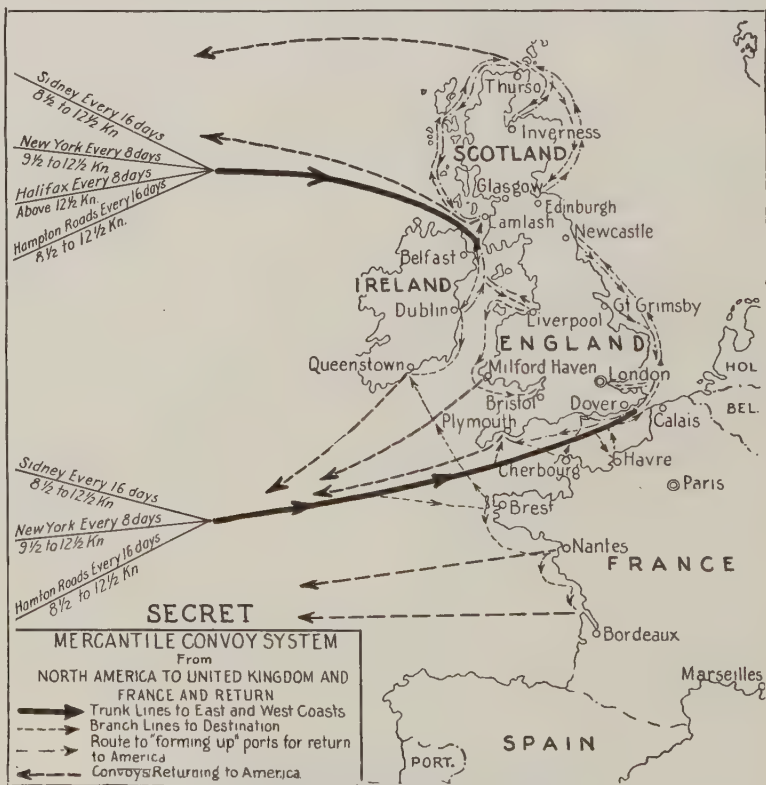 Sidney Every 16 days
8½ to 12½ Kn
New York Every 8 days
9½ to 12½ Kn
Halifax Every 8 days
Above 12½ Kn.
Hampton Roads Every 16 days
8½ to 12½ Kn.
Thurso
Inverness
SCOTLAND
Glasgow
Edinburgh
Lamlash
Newcastle
Belfast
IRELAND
Dublin
Gt Grimsby
Liverpool
ENGLAND
Queenstown
Milford Haven
London
HOL
Bristol
Dover
Calais
BEL.
Plymouth
Cherbourg
Havre
Paris
Sidney Every 16 days
8½ to 12½ Kn
New York Every 8 days
9½ to 12½ Kn
Hamton Roads Every 16 days
8½ to 12½ Kn
Brest
Nantes
FRANCE
Bordeaux
Marseilles
SPAIN
PORT.
SECRET
MERCANTILE CONVOY SYSTEM
From
NORTH AMERICA TO UNITED KINGDOM AND
FRANCE AND RETURN
Trunk Lines to East and West Coasts
Branch Lines to Destination
Route to "forming up" ports for return
to America
Convoys Returning to America